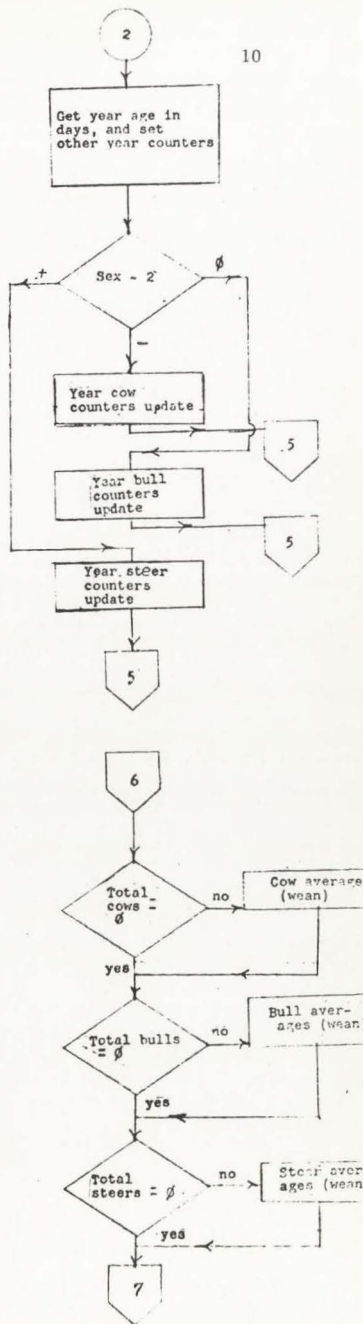 2
10
Get year age in
days, and set
other year counters
+
Sex - 2
Ø
-
Year cow
counters update
5
Year bull
counters
update
5
Year steer
counters
update
5
6
Total
cows =
Ø
no
Cow average
(wean)
yes
Total bulls
= Ø
no
Bull aver-
ages (wean
yes
Total
steers = Ø
no
Steer aver-
ages (wean
yes
7